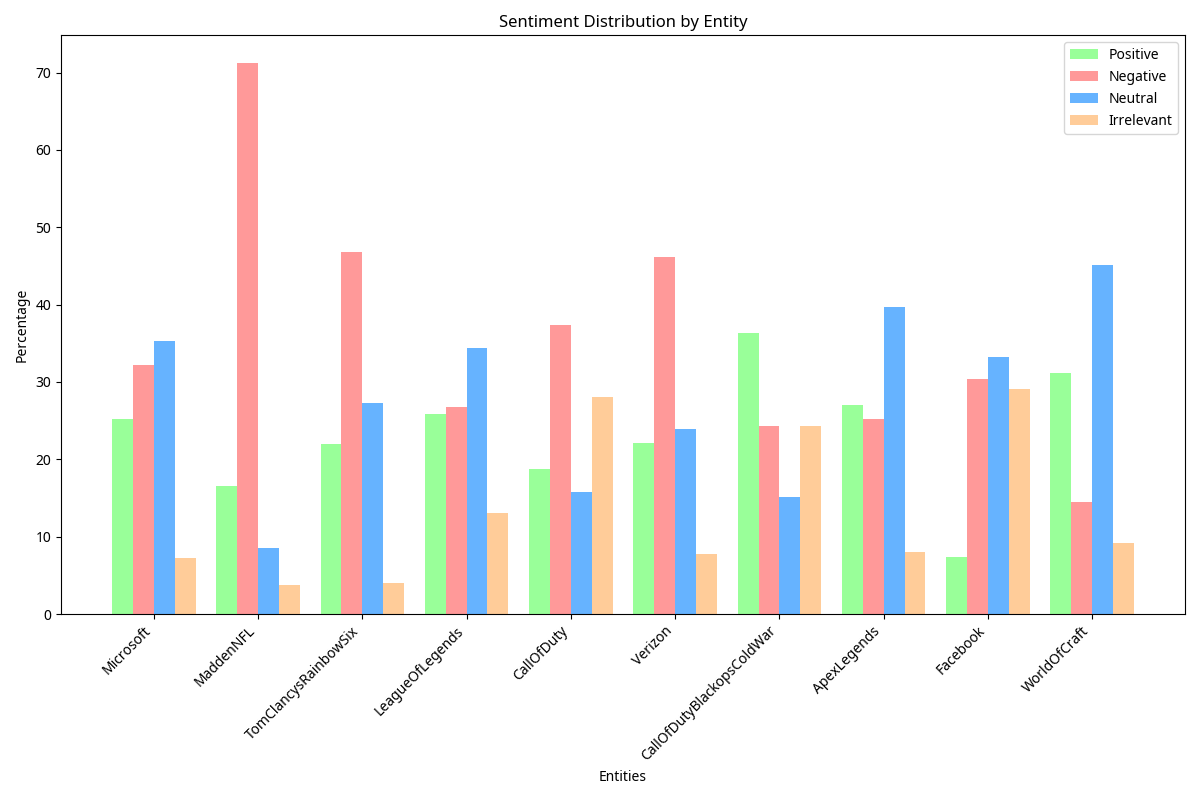 Sentiment Distribution by Entity
Positive
Negative
Neutral
Irrelevant
Percentage
70
60
50
40
30
20
10
0
Microsoft
MaddenNFL
TomClancysRainbowSix
LeagueOfLegends
CallOfDuty
Verizon
CallOfDutyBlackopsColdWar
ApexLegends
Facebook
WorldOfCraft
Entities